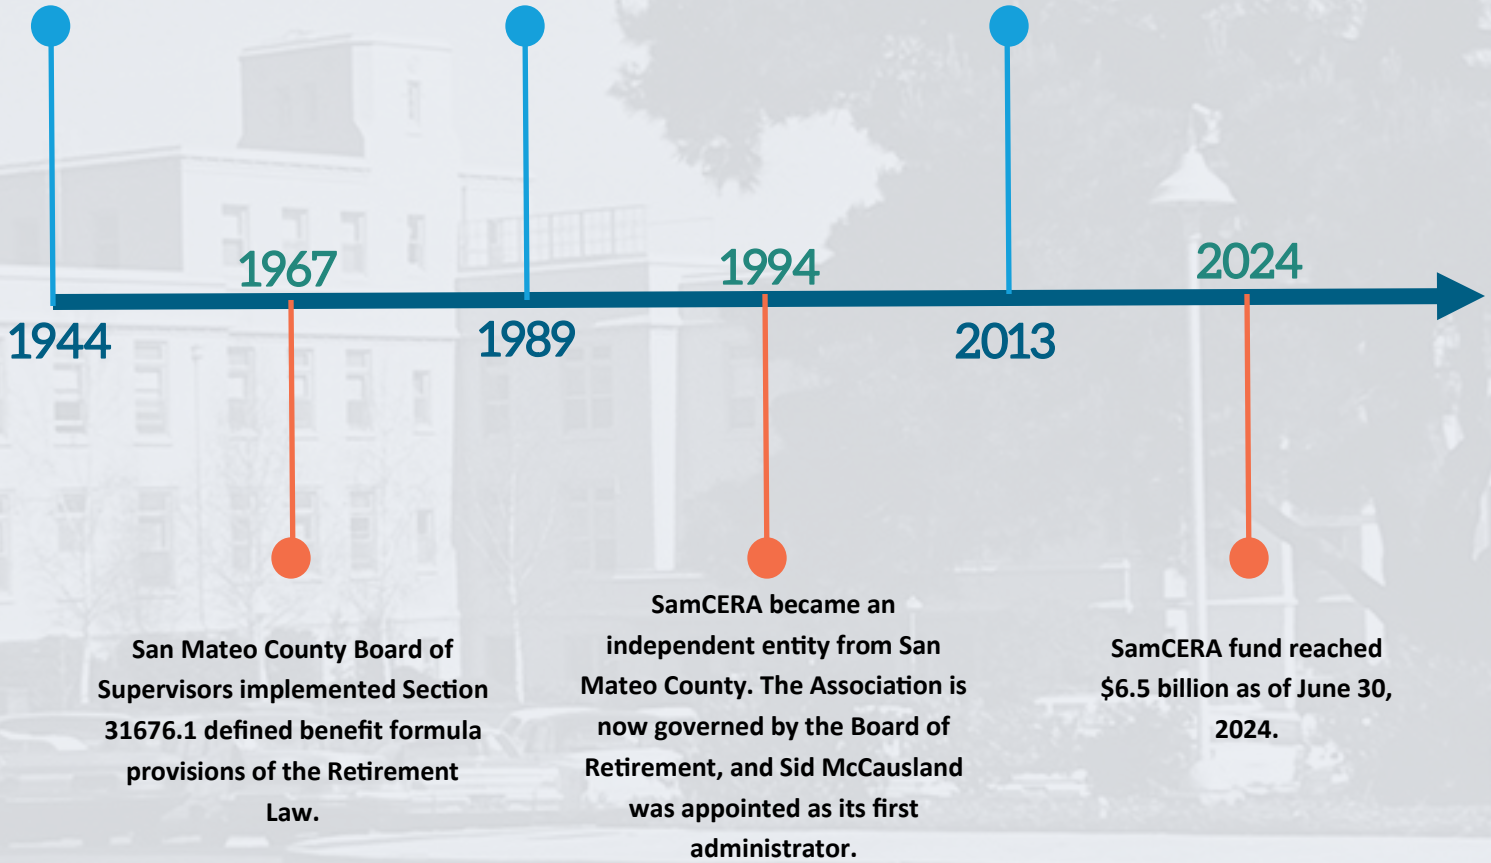 1967
1994
2024
1944
1989
2013
San Mateo County Board of
Supervisors implemented Section
31676.1 defined benefit formula
provisions of the Retirement
Law.
SamCERA became an
independent entity from San
Mateo County. The Association is
now governed by the Board of
Retirement, and Sid McCausland
was appointed as its first
administrator.
SamCERA fund reached
$6.5 billion as of June 30,
2024.